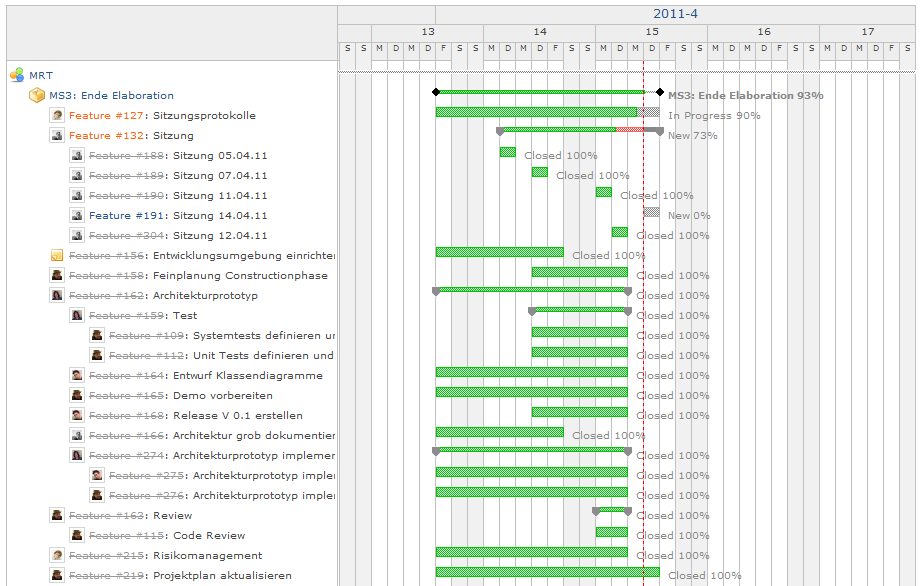 2011-4
13 14 15 16 17
S S M D M D F S S M D M D F S S M D M D F S S M D M D F S S M D M D F S
MRT
MS3: Ende Elaboration MS3: Ende Elaboration 93%
Feature #127: Sitzungsprotokolle In Progress 90%
Feature #132: Sitzung New 73%
Feature #188: Sitzung 05.04.11 Closed 100%
Feature #189: Sitzung 07.04.11 Closed 100%
Feature #190: Sitzung 11.04.11 Closed 100%
Feature #191: Sitzung 14.04.11 New 0%
Feature #304: Sitzung 12.04.11 Closed 100%
Feature #156: Entwicklungsumgebung einrichten Closed 100%
Feature #158: Feinplanung Constructionphase Closed 100%
Feature #162: Architekturprototyp Closed 100%
Feature #159: Test Closed 100%
Feature #109: Systemtests definieren u Closed 100%
Feature #112: Unit Tests definieren und Closed 100%
Feature #164: Entwurf Klassendiagramme Closed 100%
Feature #165: Demo vorbereiten Closed 100%
Feature #168: Release V 0.1 erstellen Closed 100%
Feature #166: Architektur grob dokumentier Closed 100%
Feature #274: Architekturprototyp implemer Closed 100%
Feature #275: Architekturprototyp imple Closed 100%
Feature #276: Architekturprototyp imple Closed 100%
Feature #163: Review Closed 100%
Feature #115: Code Review Closed 100%
Feature #215: Risikomanagement Closed 100%
Feature #219: Projektplan aktualisieren Closed 100%